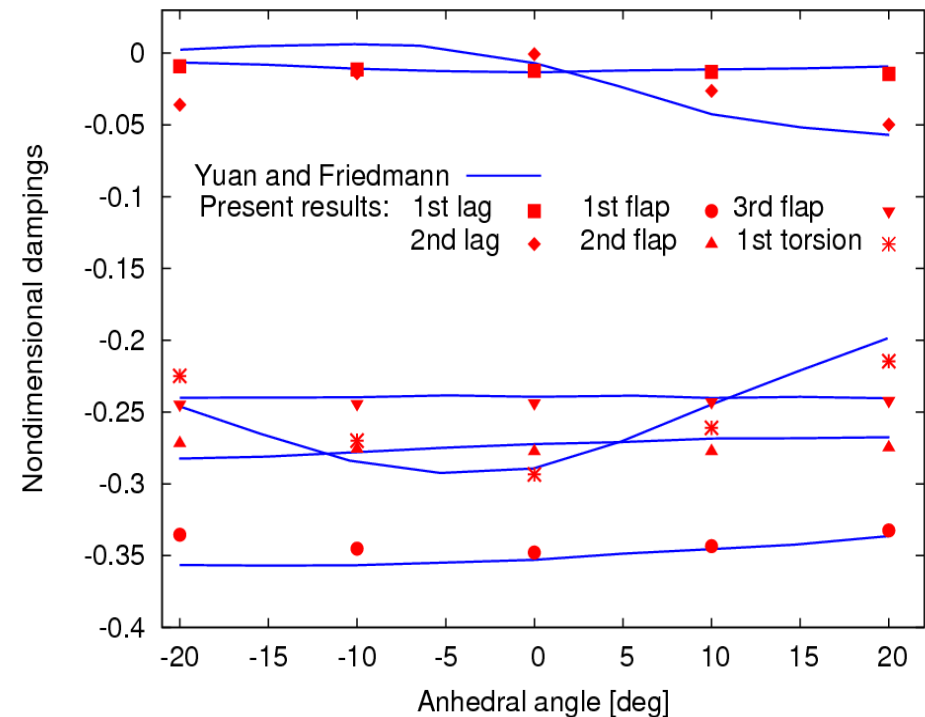 0
-0.05
-0.1
-0.15
-0.2
-0.25
-0.3
-0.35
-0.4
Nondimensional dampings
Yuan and Friedmann
Present results: 1st lag 1st flap 3rd flap
2nd lag 2nd flap 1st torsion
-20 -15 -10 -5 0 5 10 15 20
Anhedral angle [deg]